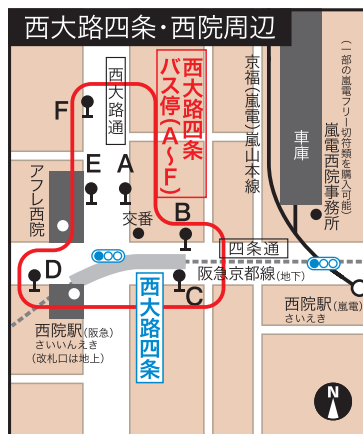 西大路四条・西院周辺
西大路通
西大路四条
バス停(A〜F)
京福(嵐電)嵐山本線
車庫
嵐電西院事務所
(一部の嵐電フリー切符類を購入可能)
F
E
A
アフレ西院
交番
B
四条通
D
阪急京都線(地下)
C
西大路四条
西院駅(阪急)
さいいんえき
(改札口は地上)
西院駅(嵐電)
さいえき
N